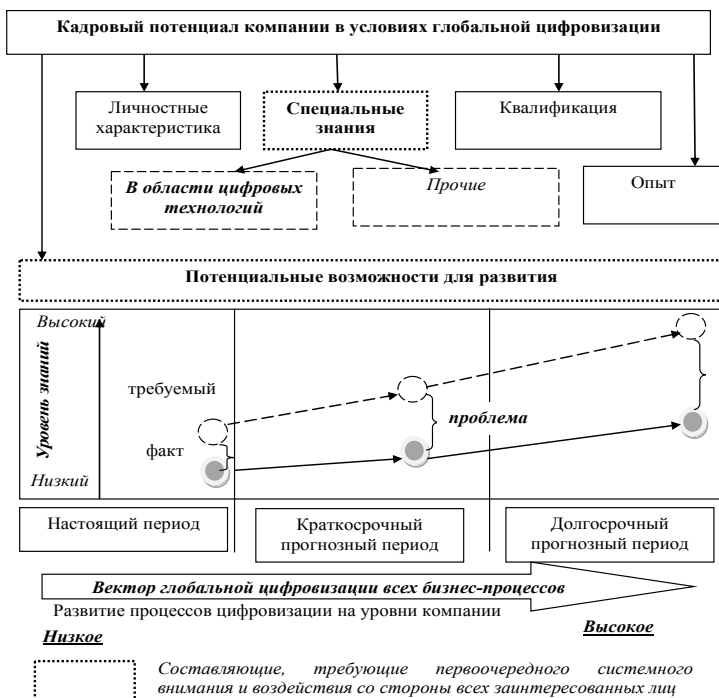 Кадровый потенциал компании в условиях глобальной цифровизации
Личностные
характеристика
Специальные
знания
Квалификация
В области цифровых
технологий
Прочие
Опыт
Потенциальные возможности для развития
Высокий
Уровень знаний
требуемый
проблема
факт
Низкий
Настоящий период
Краткосрочный
прогнозный период
Долгосрочный
прогнозный период
Вектор глобальной цифровизации всех бизнес-процессов
Развитие процессов цифровизации на уровни компании
Низкое
Высокое
Составляющие, требующие первоочередного системного
внимания и воздействия со стороны всех заинтересованных лиц